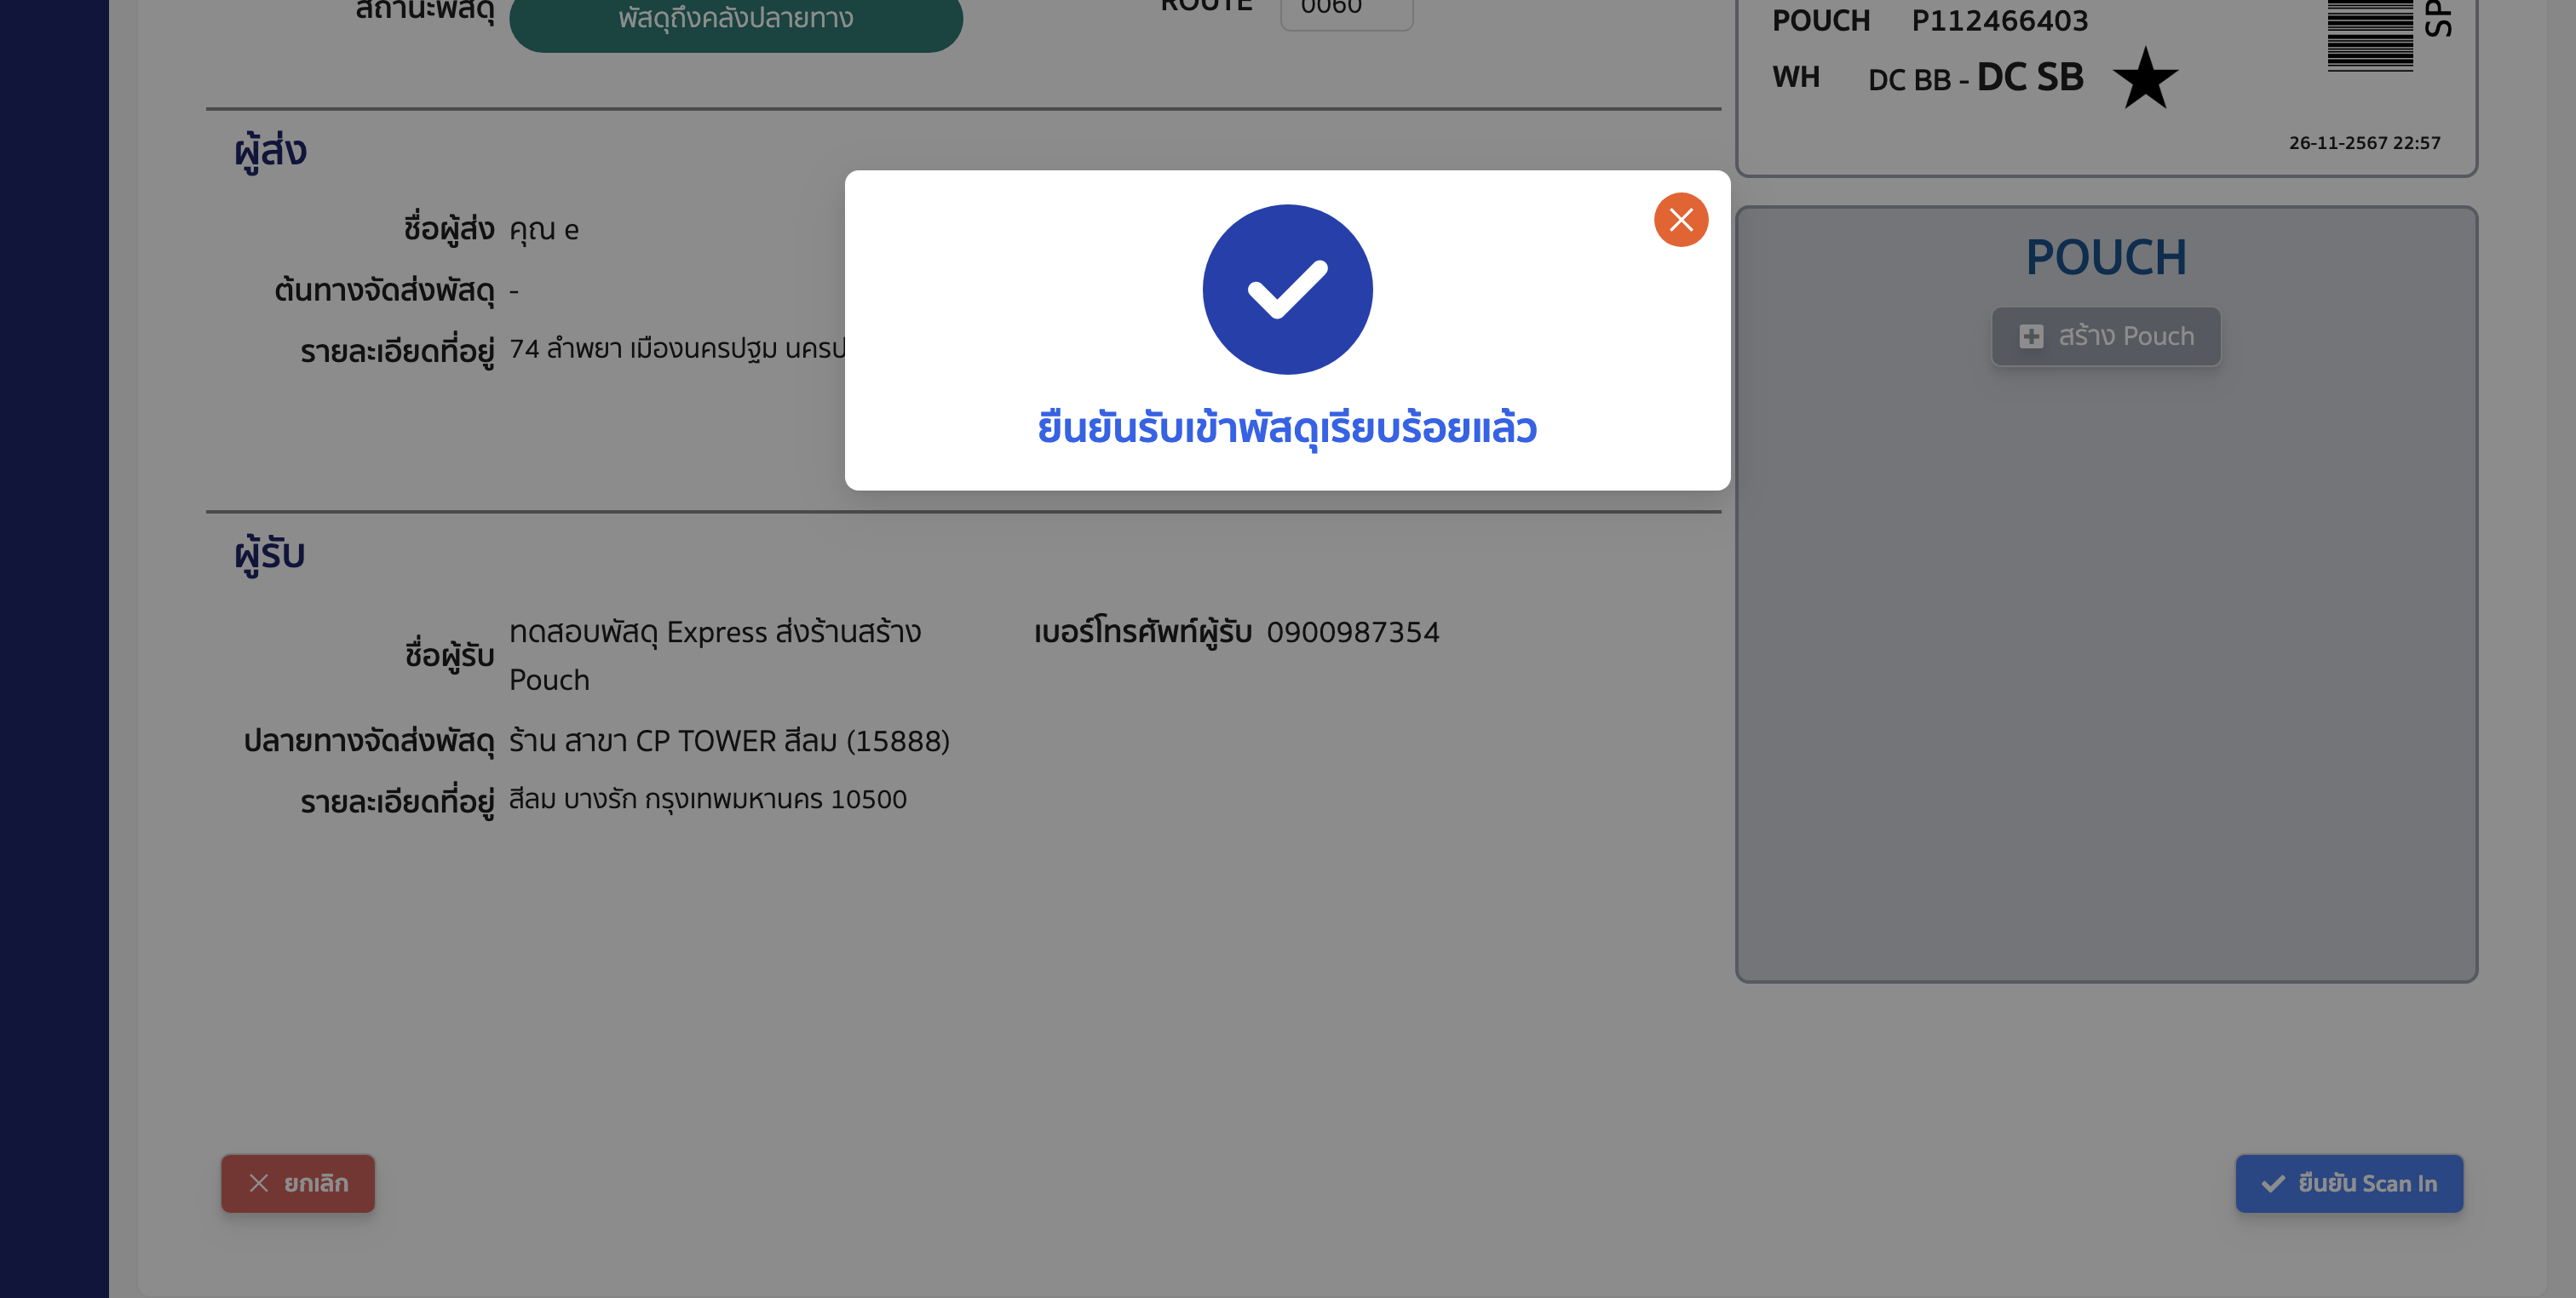 สถานะพัสดุ พัสดุถึงคลังปลายทาง ROUTE 0060
POUCH P112466403
WH DC BB - DC SB
SP
26-11-2567 22:57
ผู้ส่ง
ชื่อผู้ส่ง คุณ e
ต้นทางจัดส่งพัสดุ -
รายละเอียดที่อยู่ 74 ลำพยา เมืองนครปฐม นครป
ยืนยันรับเข้าพัสดุเรียบร้อยแล้ว
POUCH
สร้าง Pouch
ผู้รับ
ชื่อผู้รับ ทดสอบพัสดุ Express ส่งร้านสร้าง
Pouch
เบอร์โทรศัพท์ผู้รับ 0900987354
ปลายทางจัดส่งพัสดุ ร้าน สาขา CP TOWER สีลม (15888)
รายละเอียดที่อยู่ สีลม บางรัก กรุงเทพมหานคร 10500
ยกเลิก
ยืนยัน Scan In